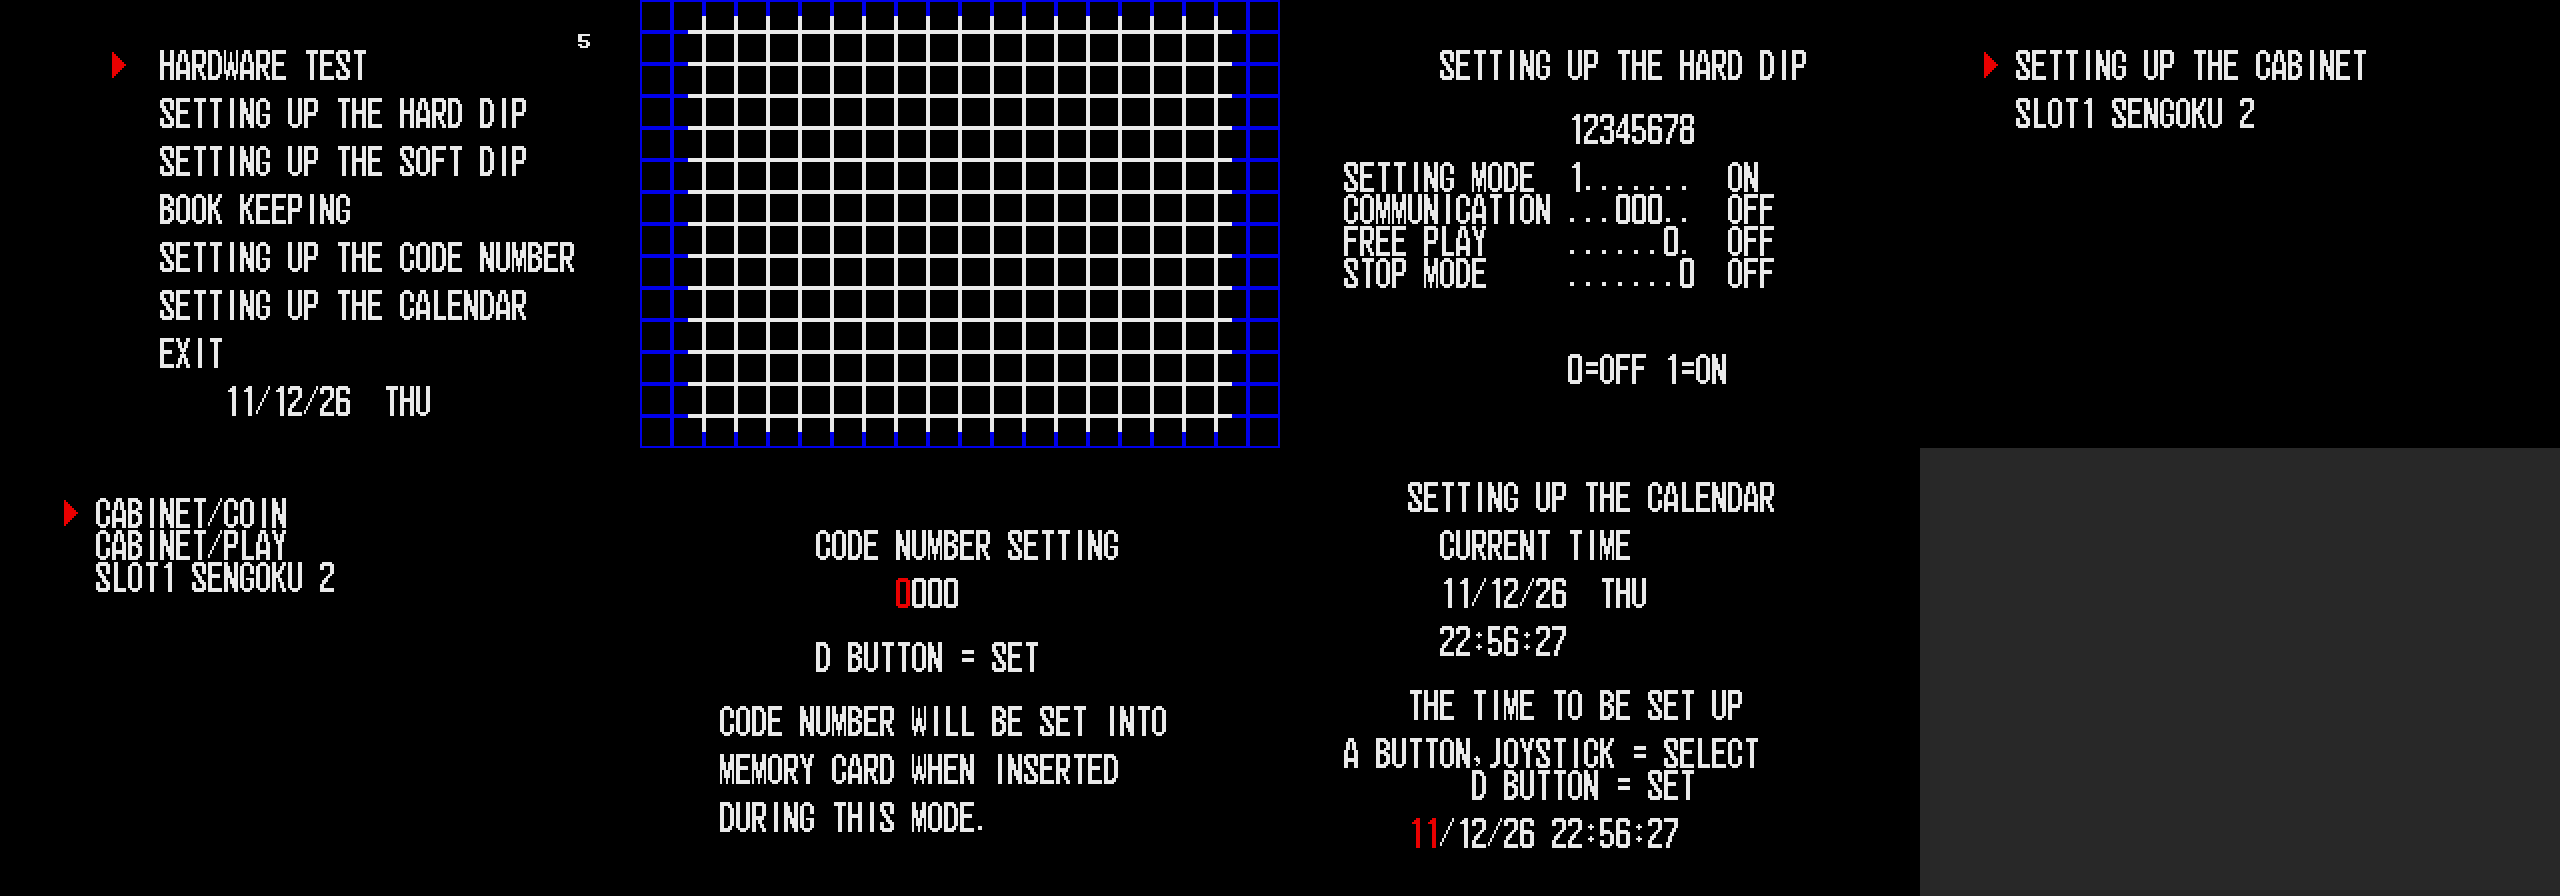 5
HARDWARE TEST
SETTING UP THE HARD DIP
SETTING UP THE SOFT DIP
BOOK KEEPING
SETTING UP THE CODE NUMBER
SETTING UP THE CALENDAR
EXIT
11/12/26 THU
SETTING UP THE HARD DIP
12345678
SETTING MODE 1....... ON
COMMUNICATION ...000.. OFF
FREE PLAY ......0. OFF
STOP MODE .......0 OFF
0=OFF 1=ON
SETTING UP THE CABINET
SLOT1 SENGOKU 2
CABINET/COIN
CABINET/PLAY
SLOT1 SENGOKU 2
CODE NUMBER SETTING
0000
D BUTTON = SET
CODE NUMBER WILL BE SET INTO
MEMORY CARD WHEN INSERTED
DURING THIS MODE.
SETTING UP THE CALENDAR
CURRENT TIME
11/12/26 THU
22:56:27
THE TIME TO BE SET UP
A BUTTON,JOYSTICK = SELECT
D BUTTON = SET
11/12/26 22:56:27